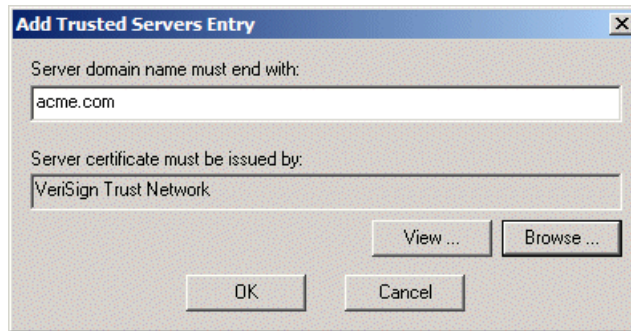 Add Trusted Servers Entry
Server domain name must end with:
acme.com
Server certificate must be issued by:
VeriSign Trust Network
View ... Browse ...
OK Cancel